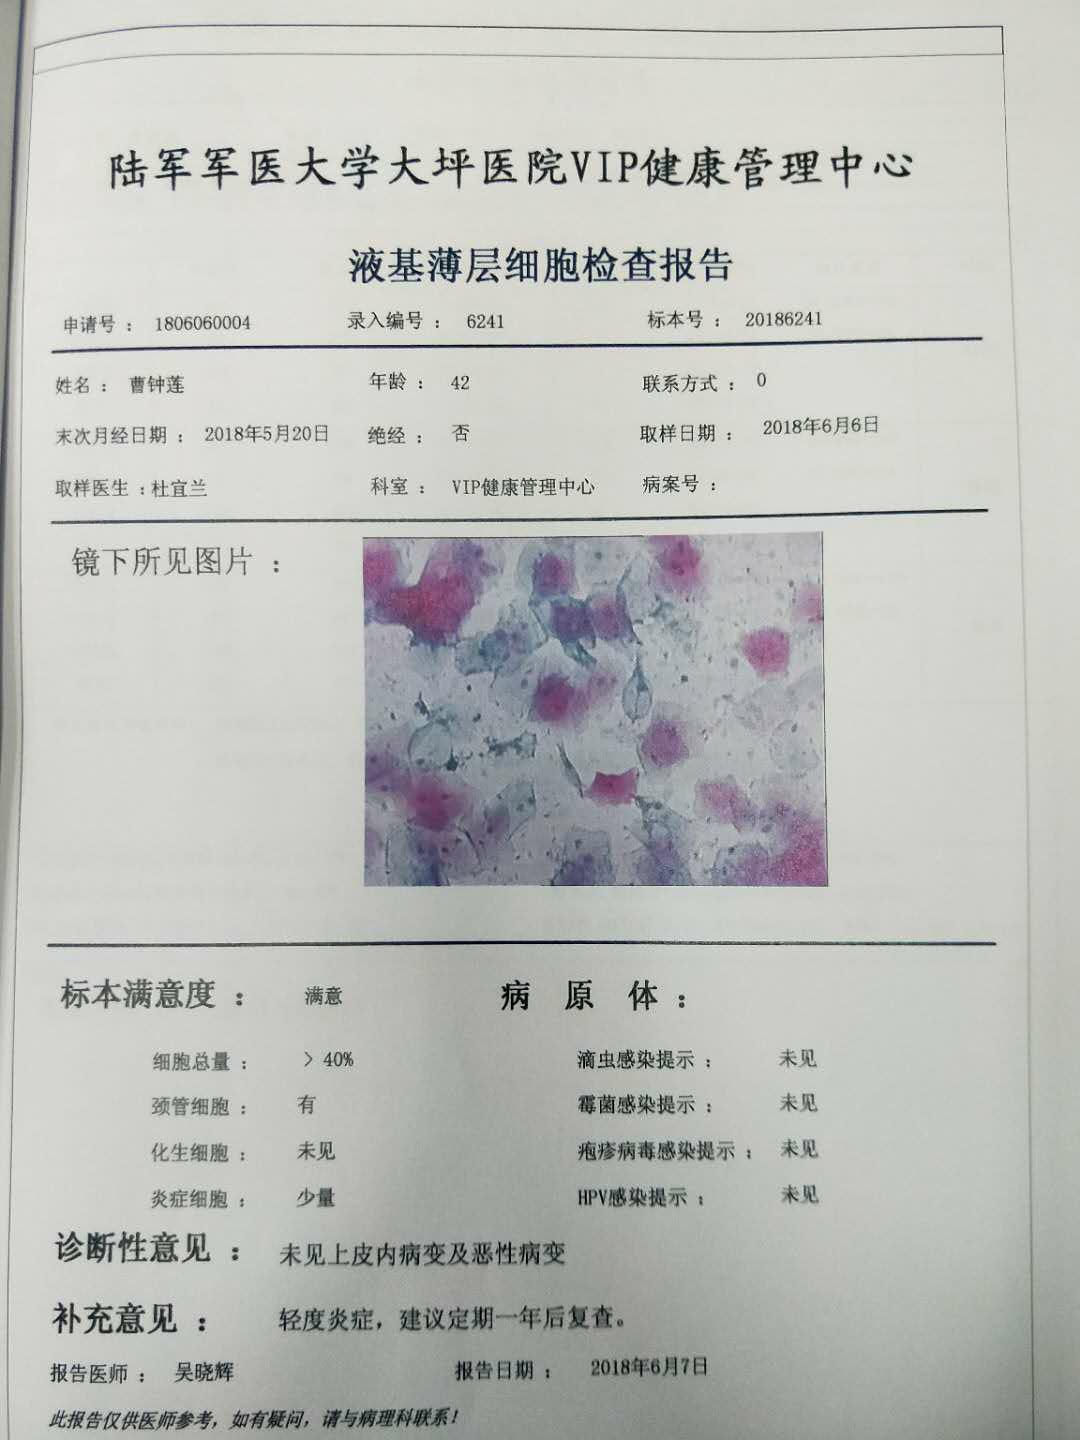 陆军军医大学大坪医院VIP健康管理中心
液基薄层细胞检查报告
申请号： 1806060004 录入编号： 6241 标本号： 20186241
姓名： 曹钟莲 年龄： 42 联系方式： 0
末次月经日期： 2018年5月20日 绝经： 否 取样日期： 2018年6月6日
取样医生：杜宜兰 科室： VIP健康管理中心 病案号：
镜下所见图片：
标本满意度： 满意 病 原 体：
细胞总量： > 40% 滴虫感染提示： 未见
颈管细胞： 有 霉菌感染提示： 未见
化生细胞： 未见 疱疹病毒感染提示： 未见
炎症细胞： 少量 HPV感染提示： 未见
诊断性意见： 未见上皮内病变及恶性病变
补充意见： 轻度炎症，建议定期一年后复查。
报告医师： 吴晓辉 报告日期： 2018年6月7日
此报告仅供医师参考，如有疑问，请与病理科联系！